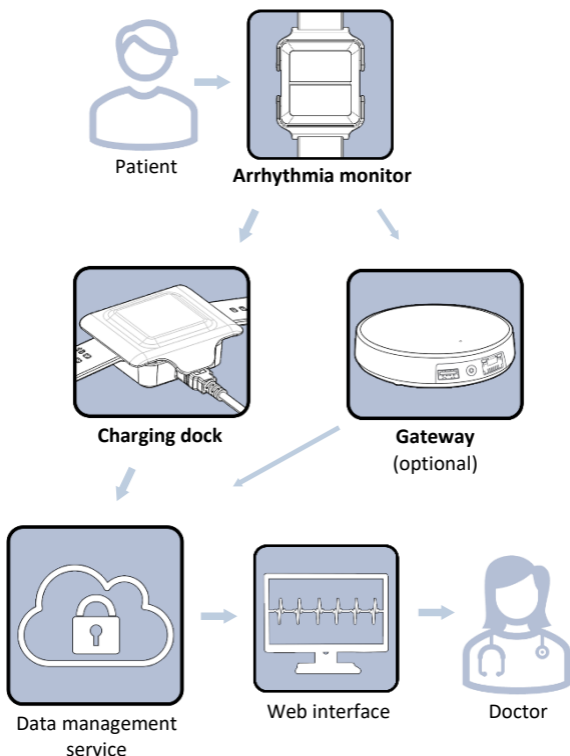 Patient
Arrhythmia monitor
Charging dock
Gateway
(optional)
Data management
service
Web interface
Doctor